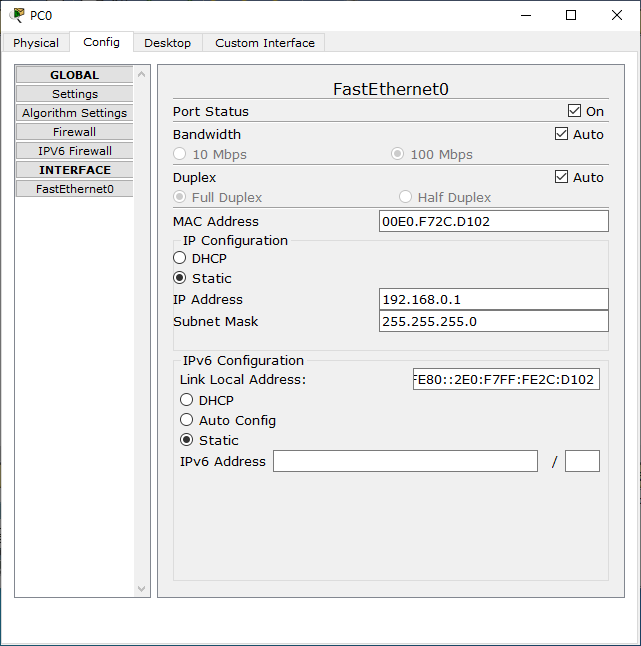 PC0
Physical Config Desktop Custom Interface
GLOBAL
Settings
Algorithm Settings
Firewall
IPV6 Firewall
INTERFACE
FastEthernet0
FastEthernet0
Port Status On
Bandwidth Auto
10 Mbps 100 Mbps
Duplex Auto
Full Duplex Half Duplex
MAC Address 00E0.F72C.D102
IP Configuration
DHCP
Static
IP Address 192.168.0.1
Subnet Mask 255.255.255.0
IPv6 Configuration
Link Local Address: FE80::2E0:F7FF:FE2C:D102
DHCP
Auto Config
Static
IPv6 Address /